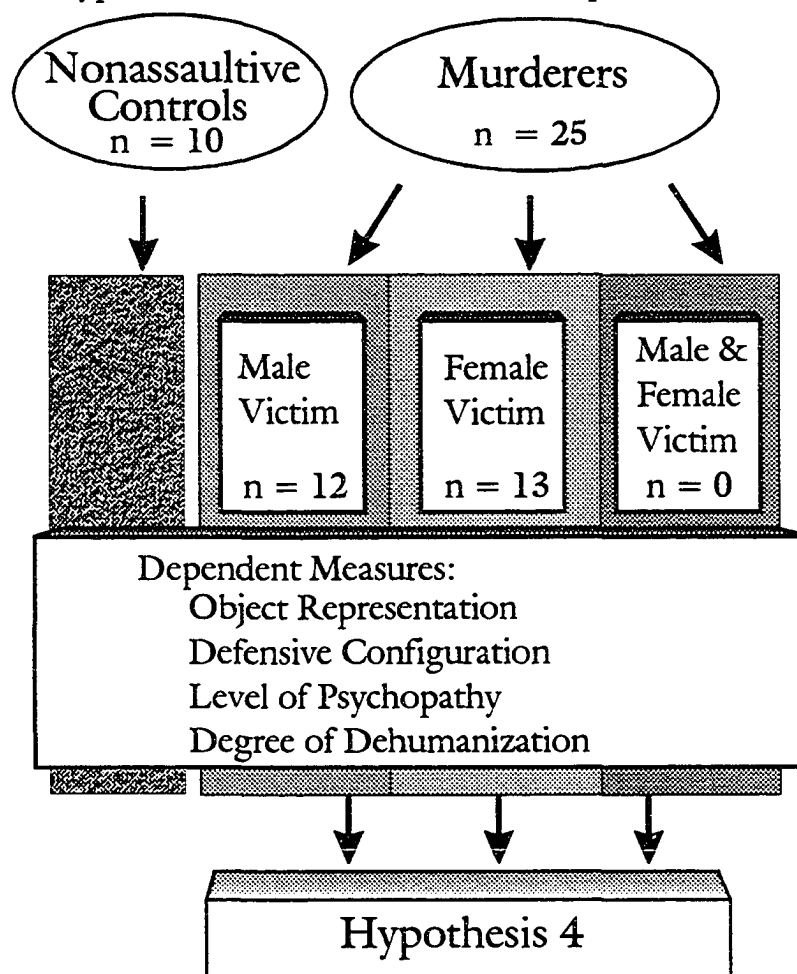 Nonassaultive
Controls
n = 10
Murderers
n = 25
Male
Victim
n = 12
Female
Victim
n = 13
Male &
Female
Victim
n = 0
Dependent Measures:
Object Representation
Defensive Configuration
Level of Psychopathy
Degree of Dehumanization
Hypothesis 4